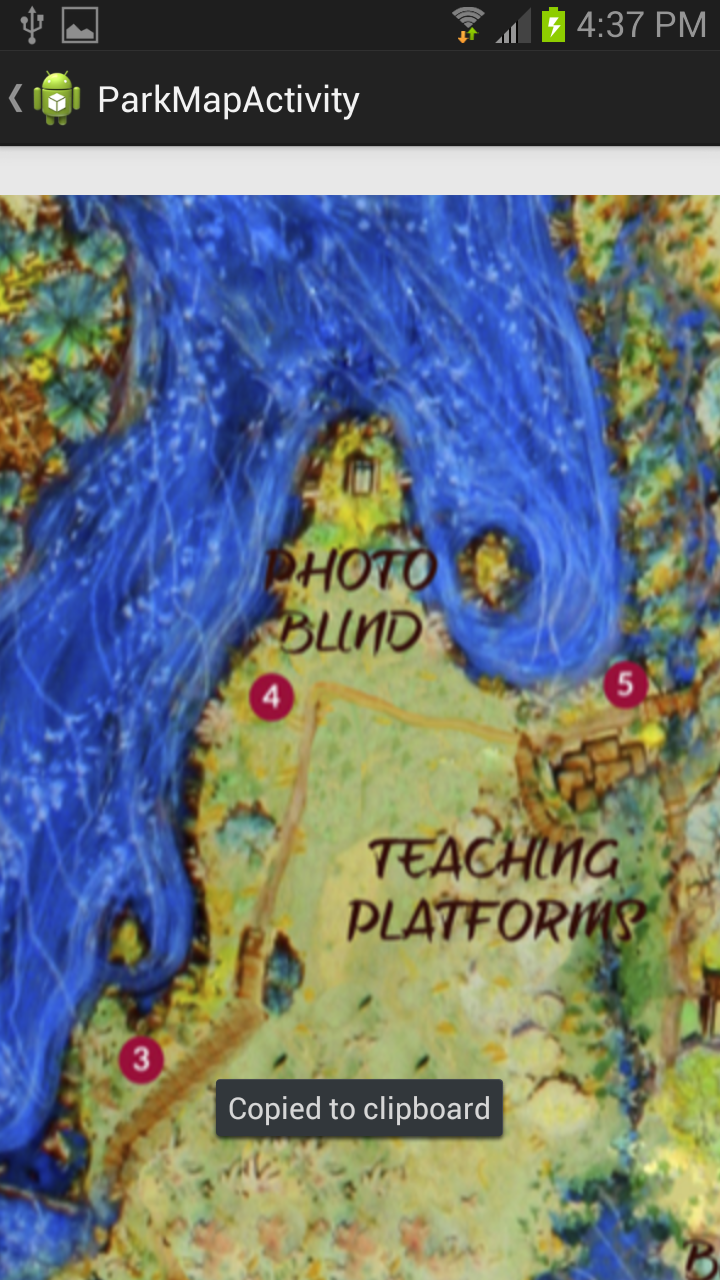 4:37 PM
ParkMapActivity
PHOTO
BLIND
4
5
TEACHING
PLATFORMS
3
Copied to clipboard
B